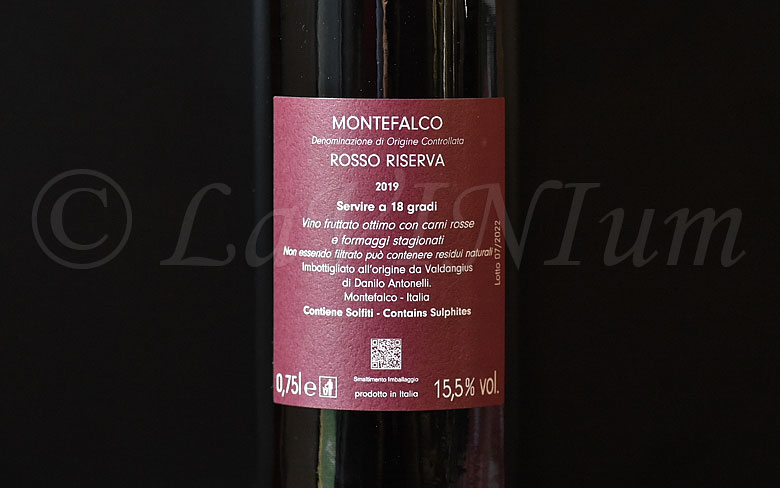 MONTEFALCO
Denominazione di Origine Controllata
ROSSO RISERVA
2019
Servire a 18 gradi
Vino fruttato ottimo con carni rosse
e formaggi stagionati
Non essendo filtrato può contenere residui naturali
Imbottigliato all'origine da Valdangius
di Danilo Antonelli.
Montefalco - Italia
Contiene Solfiti - Contains Sulphites
Lotto 07/2022
Smaltimento Imballaggio
0,75l e
prodotto in Italia
15,5% vol.
© LaVINIum